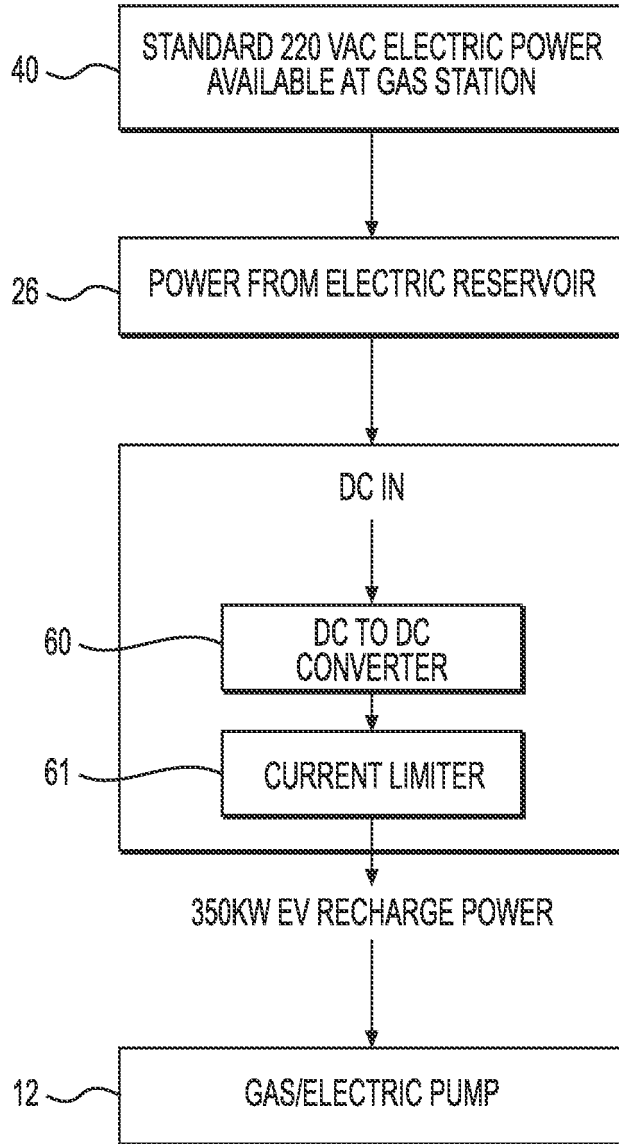 40
STANDARD 220 VAC ELECTRIC POWER
AVAILABLE AT GAS STATION
26
POWER FROM ELECTRIC RESERVOIR
DC IN
60
DC TO DC
CONVERTER
61
CURRENT LIMITER
350KW EV RECHARGE POWER
12
GAS/ELECTRIC PUMP